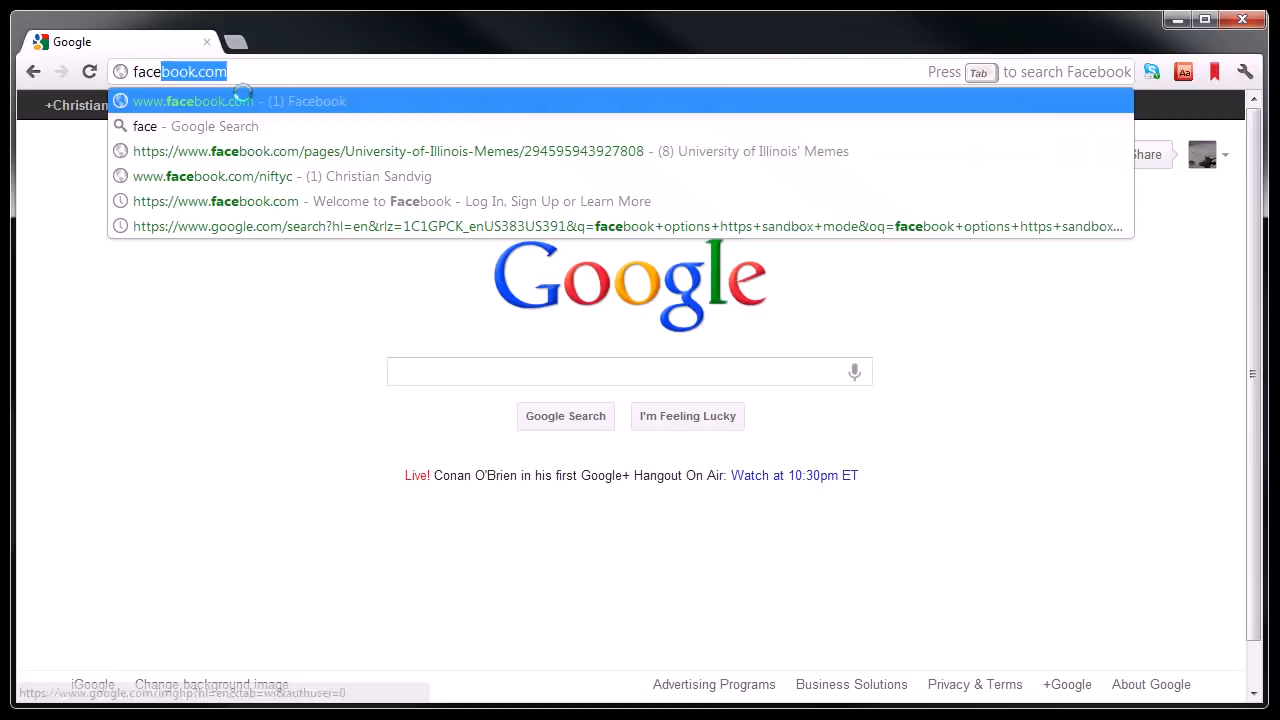 Google
facebook.com
Press Tab to search Facebook
Aa
+Christian
www.facebook.com - (1) Facebook
face - Google Search
https://www.facebook.com/pages/University-of-Illinois-Memes/294595943927808 - (8) University of Illinois' Memes
www.facebook.com/niftyc - (1) Christian Sandvig
https://www.facebook.com - Welcome to Facebook - Log In, Sign Up or Learn More
https://www.google.com/search?hl=en&rlz=1C1GPCK_enUS383US391&q=facebook+options+https+sandbox+mode&oq=facebook+options+https+sandbox...
Share
Google
Google Search
I'm Feeling Lucky
Live! Conan O'Brien in his first Google+ Hangout On Air: Watch at 10:30pm ET
iGoogle
Change background image
Advertising Programs
Business Solutions
Privacy & Terms
+Google
About Google
https://www.google.com/imghp?hl=en&tab=wi&authuser=0